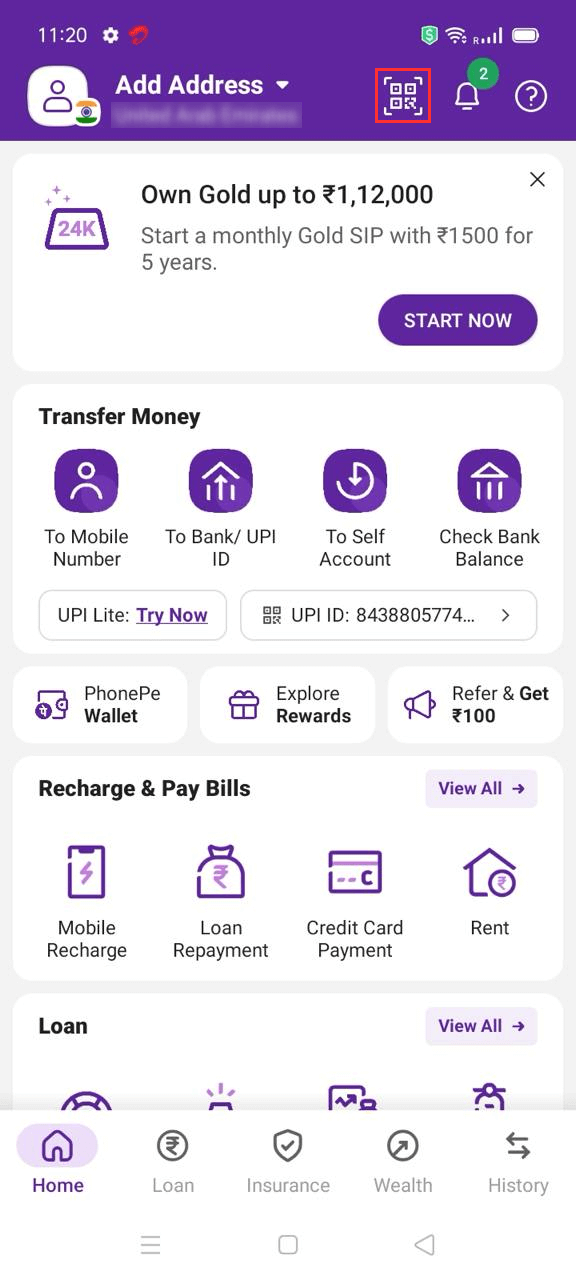 11:20
R
Add Address
2
Own Gold up to ₹1,12,000
24K
Start a monthly Gold SIP with ₹1500 for
5 years.
START NOW
Transfer Money
To Mobile
Number
To Bank/ UPI
ID
To Self
Account
Check Bank
Balance
UPI Lite: Try Now
UPI ID: 8438805774...
PhonePe
Wallet
Explore
Rewards
Refer & Get
₹100
Recharge & Pay Bills
View All
Mobile
Recharge
Loan
Repayment
Credit Card
Payment
Rent
Loan
View All
Home
Loan
Insurance
Wealth
History